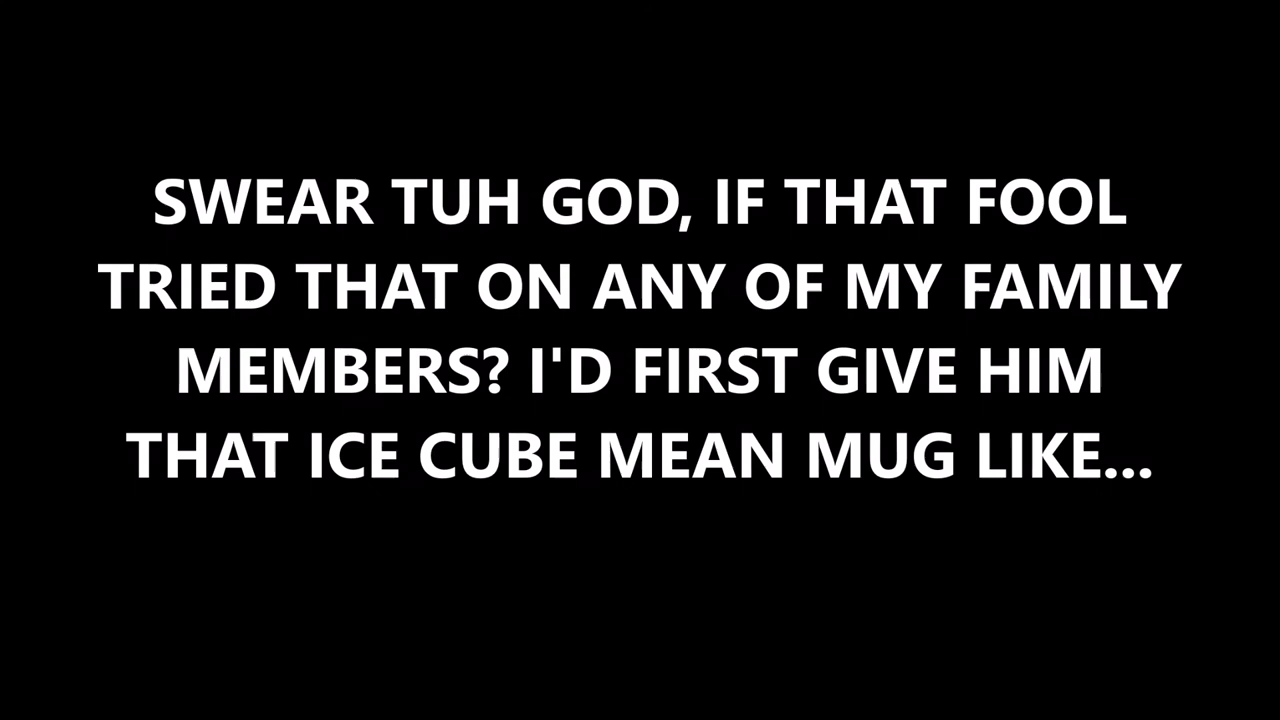 SWEAR TUH GOD, IF THAT FOOL
TRIED THAT ON ANY OF MY FAMILY
MEMBERS? I'D FIRST GIVE HIM
THAT ICE CUBE MEAN MUG LIKE...